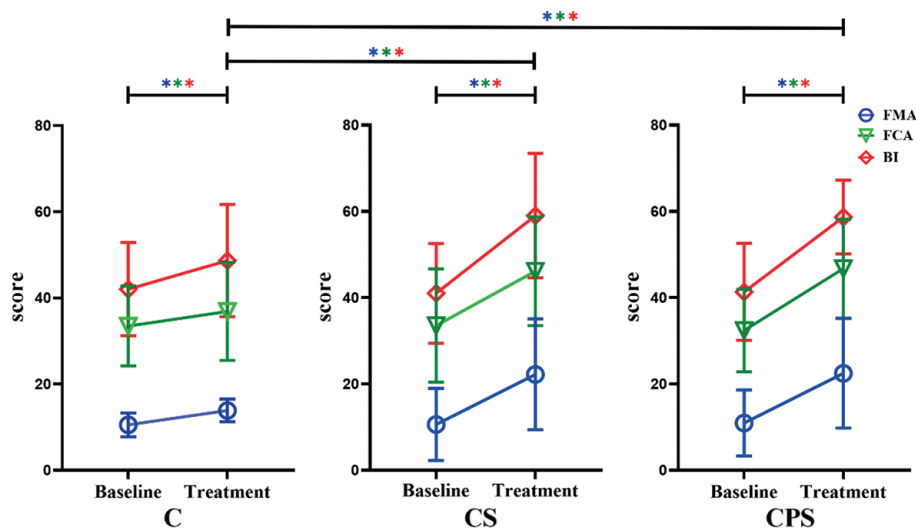 ***
***
*** *** ***
80 80 80
FMA
FCA
BI
60 60 60
score score score
40 40 40
20 20 20
0 0 0
Baseline Treatment Baseline Treatment Baseline Treatment
C CS CPS